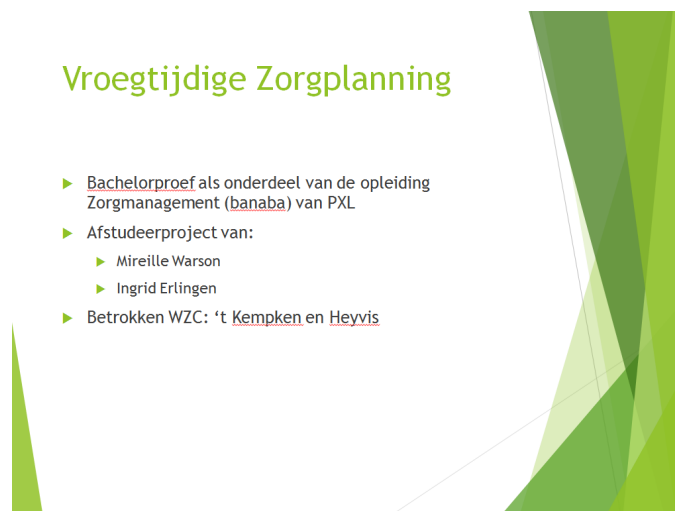 Vroegtijdige Zorgplanning
Bachelorproef als onderdeel van de opleiding
Zorgmanagement (banaba) van PXL
Afstudeerproject van:
Mireille Warson
Ingrid Erlingen
Betrokken WZC: ‘t Kempken en Heyvis